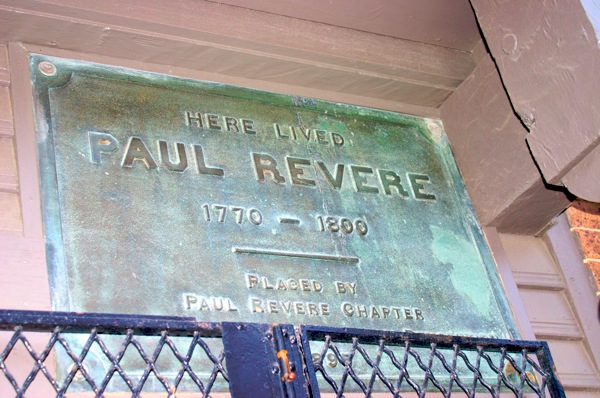 HERE LIVED
PAUL REVERE
1770 – 1800
PLACED BY
PAUL REVERE CHAPTER